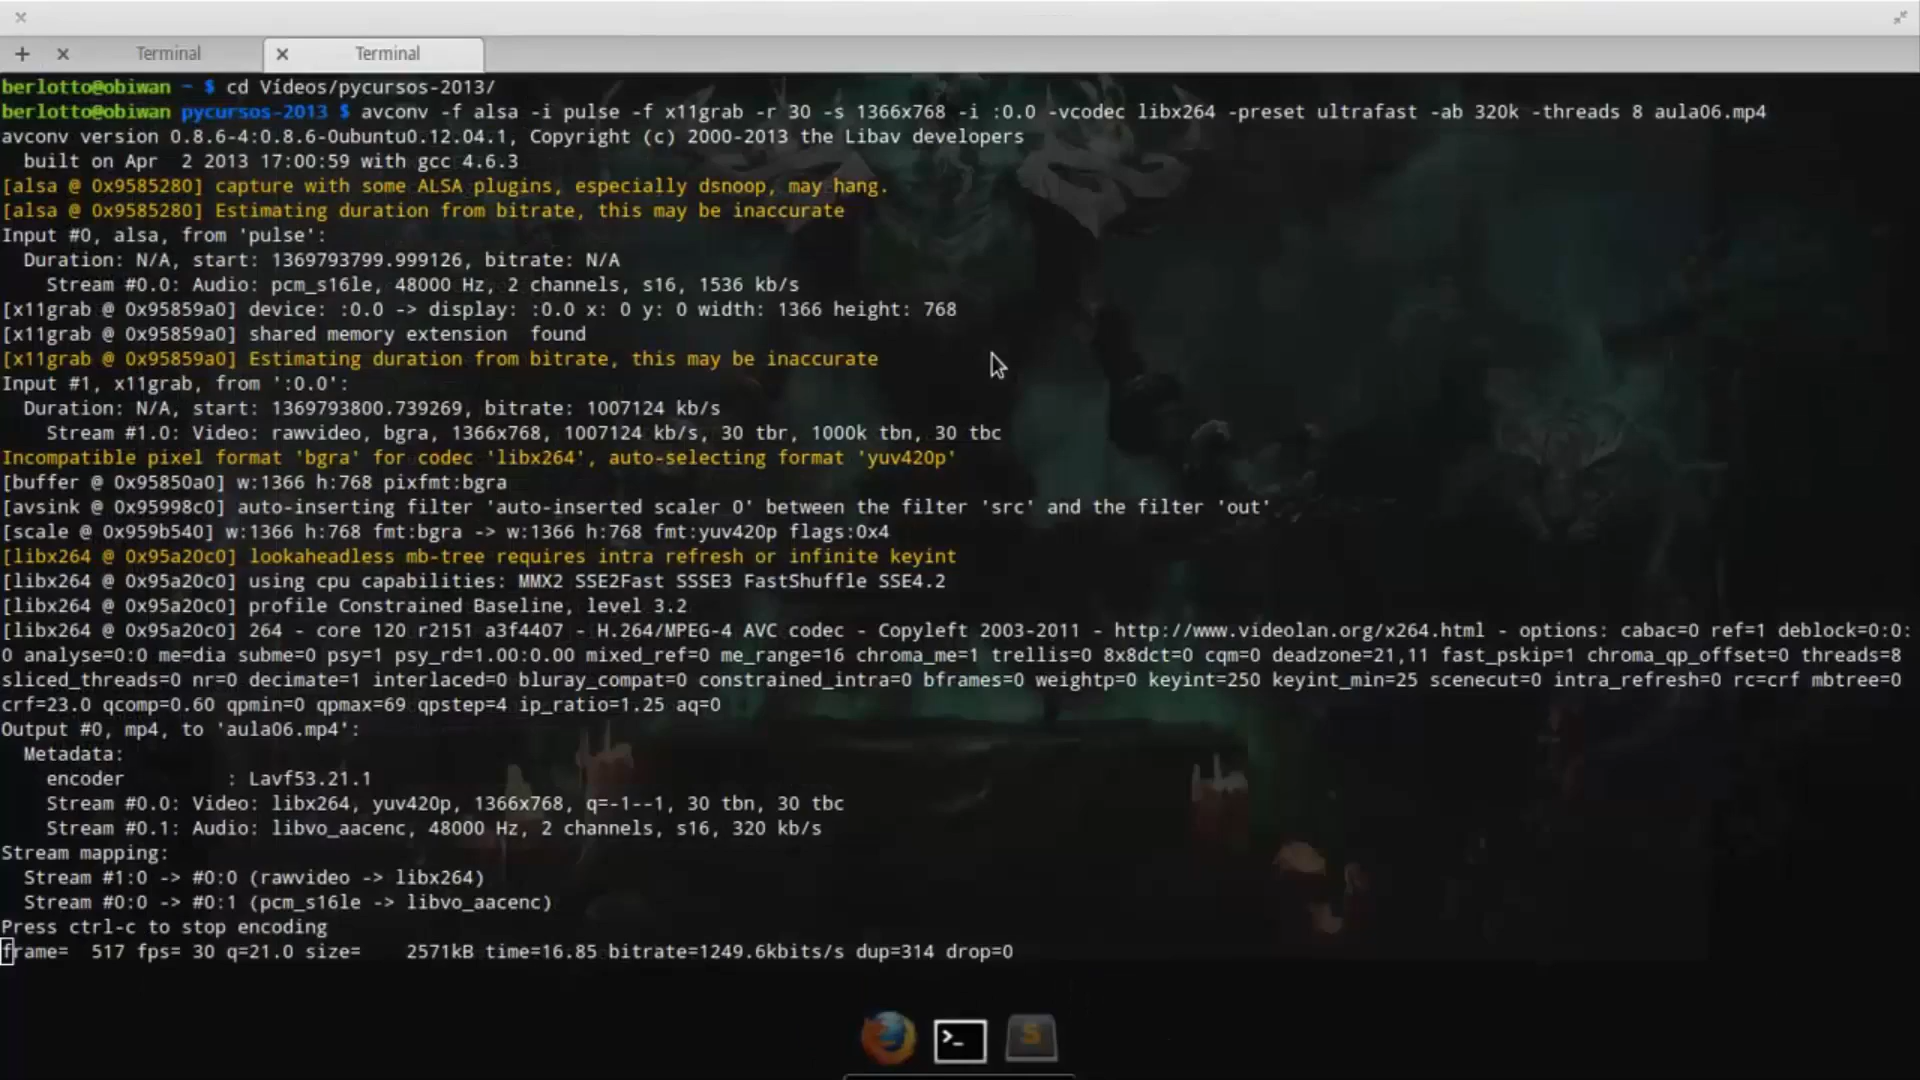 Terminal
Terminal
berlotto@obiwan ~ $ cd Vídeos/pycursos-2013/
berlotto@obiwan pycursos-2013 $ avconv -f alsa -i pulse -f x11grab -r 30 -s 1366x768 -i :0.0 -vcodec libx264 -preset ultrafast -ab 320k -threads 8 aula06.mp4
avconv version 0.8.6-4:0.8.6-0ubuntu0.12.04.1, Copyright (c) 2000-2013 the Libav developers
built on Apr  2 2013 17:00:59 with gcc 4.6.3
[alsa @ 0x9585280] capture with some ALSA plugins, especially dsnoop, may hang.
[alsa @ 0x9585280] Estimating duration from bitrate, this may be inaccurate
Input #0, alsa, from 'pulse':
Duration: N/A, start: 1369793799.999126, bitrate: N/A
Stream #0.0: Audio: pcm_s16le, 48000 Hz, 2 channels, s16, 1536 kb/s
[x11grab @ 0x95859a0] device: :0.0 -> display: :0.0 x: 0 y: 0 width: 1366 height: 768
[x11grab @ 0x95859a0] shared memory extension  found
[x11grab @ 0x95859a0] Estimating duration from bitrate, this may be inaccurate
Input #1, x11grab, from ':0.0':
Duration: N/A, start: 1369793800.739269, bitrate: 1007124 kb/s
Stream #1.0: Video: rawvideo, bgra, 1366x768, 1007124 kb/s, 30 tbr, 1000k tbn, 30 tbc
Incompatible pixel format 'bgra' for codec 'libx264', auto-selecting format 'yuv420p'
[buffer @ 0x95850a0] w:1366 h:768 pixfmt:bgra
[avsink @ 0x95998c0] auto-inserting filter 'auto-inserted scaler 0' between the filter 'src' and the filter 'out'
[scale @ 0x959b540] w:1366 h:768 fmt:bgra -> w:1366 h:768 fmt:yuv420p flags:0x4
[libx264 @ 0x95a20c0] lookaheadless mb-tree requires intra refresh or infinite keyint
[libx264 @ 0x95a20c0] using cpu capabilities: MMX2 SSE2Fast SSSE3 FastShuffle SSE4.2
[libx264 @ 0x95a20c0] profile Constrained Baseline, level 3.2
[libx264 @ 0x95a20c0] 264 - core 120 r2151 a3f4407 - H.264/MPEG-4 AVC codec - Copyleft 2003-2011 - http://www.videolan.org/x264.html - options: cabac=0 ref=1 deblock=0:0:
0 analyse=0:0 me=dia subme=0 psy=1 psy_rd=1.00:0.00 mixed_ref=0 me_range=16 chroma_me=1 trellis=0 8x8dct=0 cqm=0 deadzone=21,11 fast_pskip=1 chroma_qp_offset=0 threads=8
sliced_threads=0 nr=0 decimate=1 interlaced=0 bluray_compat=0 constrained_intra=0 bframes=0 weightp=0 keyint=250 keyint_min=25 scenecut=0 intra_refresh=0 rc=crf mbtree=0
crf=23.0 qcomp=0.60 qpmin=0 qpmax=69 qpstep=4 ip_ratio=1.25 aq=0
Output #0, mp4, to 'aula06.mp4':
Metadata:
encoder         : Lavf53.21.1
Stream #0.0: Video: libx264, yuv420p, 1366x768, q=-1--1, 30 tbn, 30 tbc
Stream #0.1: Audio: libvo_aacenc, 48000 Hz, 2 channels, s16, 320 kb/s
Stream mapping:
Stream #1:0 -> #0:0 (rawvideo -> libx264)
Stream #0:0 -> #0:1 (pcm_s16le -> libvo_aacenc)
Press ctrl-c to stop encoding
frame=  517 fps= 30 q=21.0 size=    2571kB time=16.85 bitrate=1249.6kbits/s dup=314 drop=0